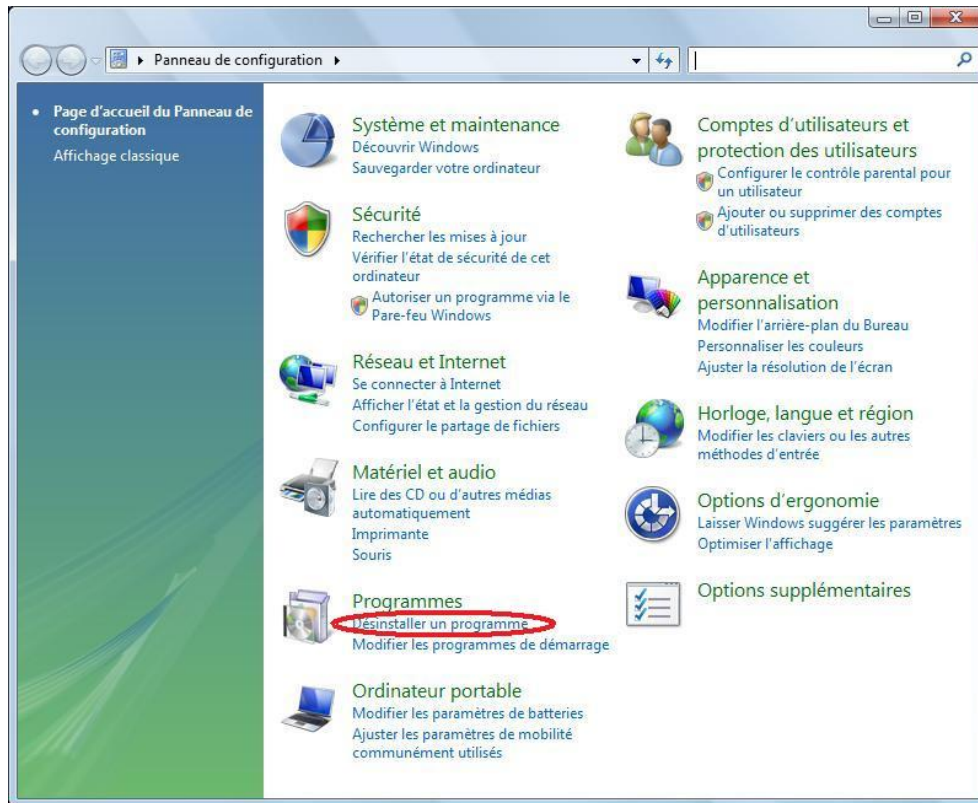 Panneau de configuration
Page d'accueil du Panneau de
configuration
Affichage classique
Système et maintenance
Découvrir Windows
Sauvegarder votre ordinateur
Sécurité
Rechercher les mises à jour
Vérifier l'état de sécurité de cet
ordinateur
Autoriser un programme via le
Pare-feu Windows
Réseau et Internet
Se connecter à Internet
Afficher l'état et la gestion du réseau
Configurer le partage de fichiers
Matériel et audio
Lire des CD ou d'autres médias
automatiquement
Imprimante
Souris
Programmes
Désinstaller un programme
Modifier les programmes de démarrage
Ordinateur portable
Modifier les paramètres de batteries
Ajuster les paramètres de mobilité
communément utilisés
Comptes d'utilisateurs et
protection des utilisateurs
Configurer le contrôle parental pour
un utilisateur
Ajouter ou supprimer des comptes
d'utilisateurs
Apparence et
personnalisation
Modifier l'arrière-plan du Bureau
Personnaliser les couleurs
Ajuster la résolution de l'écran
Horloge, langue et région
Modifier les claviers ou les autres
méthodes d'entrée
Options d'ergonomie
Laisser Windows suggérer les paramètres
Optimiser l'affichage
Options supplémentaires